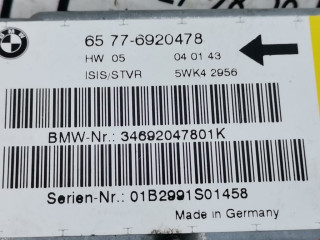 BMW
65 77-6920478
HW 05 04 01 43
ISIS/STVR 5WK4 2956
BMW-Nr.: 34692047801K
Serien-Nr.: 01B2991S01458
Made in Germany